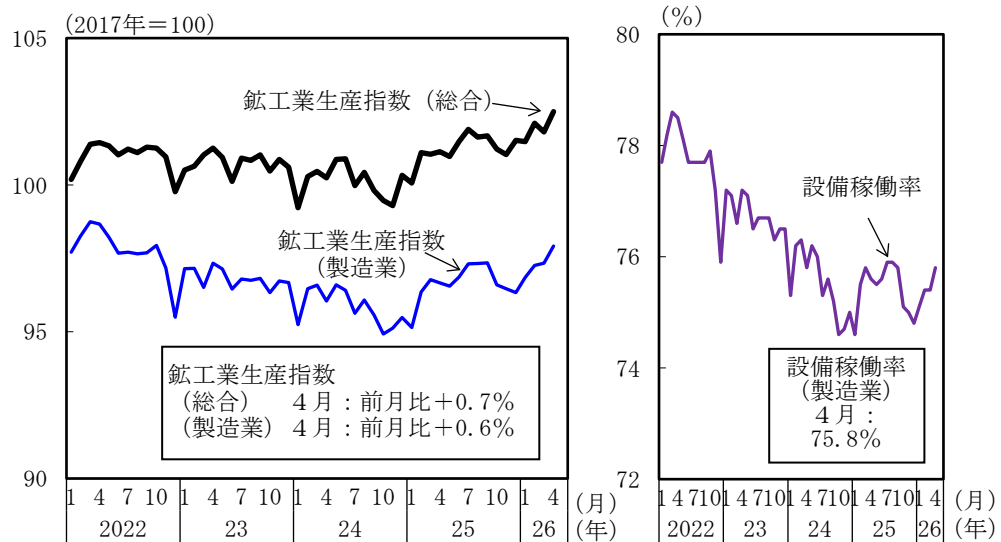 (2017年＝100)
105
100
95
90
鉱工業生産指数（総合）
鉱工業生産指数
（製造業）
鉱工業生産指数
（総合） ４月：前月比＋0.7％
（製造業） ４月：前月比＋0.6％
1 4 7 10 1 4 7 10 1 4 7 10 1 4 7 10 1 4 (月)
2022 23 24 25 26 (年)
(％)
80
78
76
74
72
設備稼働率
設備稼働率
（製造業）
４月：
75.8％
1 4 7 10 1 4 7 10 1 4 7 10 1 4 7 10 1 4 (月)
2022 23 24 25 26 (年)